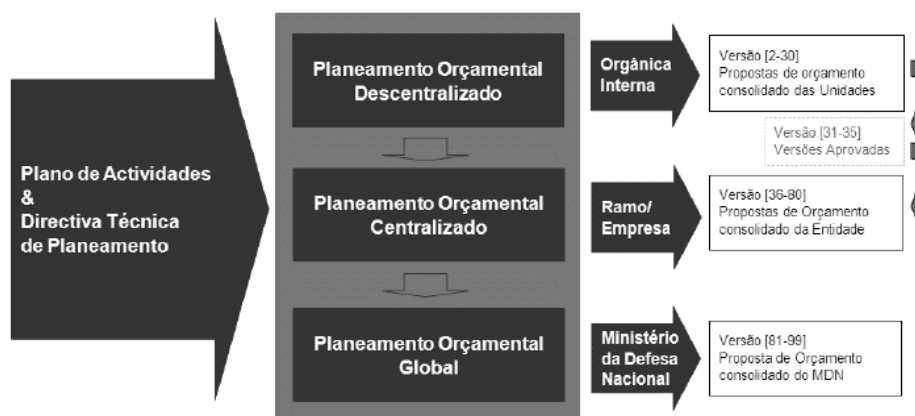 Plano de Actividades
&
Directiva Técnica
de Planeamento
Planeamento Orçamental
Descentralizado
Orgânica
Interna
Versão [2-30]
Propostas de orçamento
consolidado das Unidades
Versão [31-35]
Versões Aprovadas
Planeamento Orçamental
Centralizado
Ramo/
Empresa
Versão [36-80]
Propostas de Orçamento
consolidado da Entidade
Planeamento Orçamental
Global
Ministério
da Defesa
Nacional
Versão [81-99]
Proposta de Orçamento
consolidado do MDN